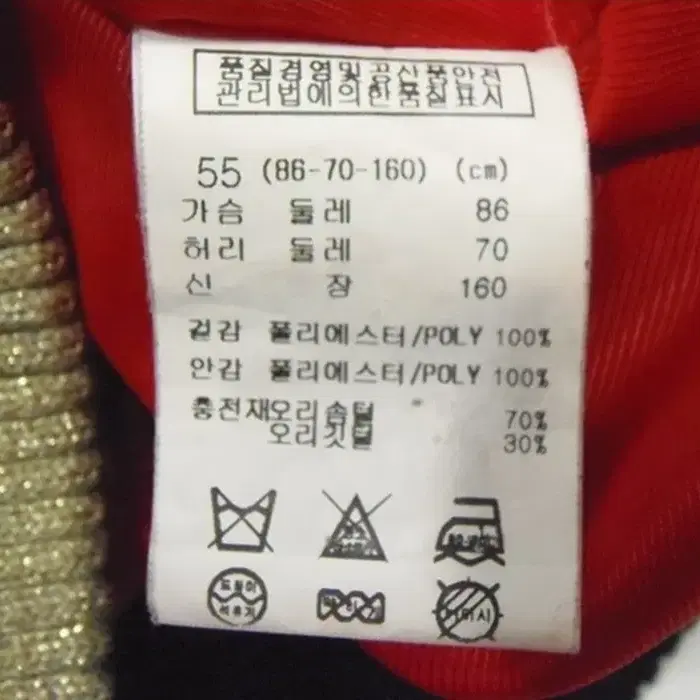 품질경영및공산품안전
관리법에의한품질표시
55 (86-70-160) (cm)
가슴 둘레 86
허리 둘레 70
신 장 160
겉감 폴리에스터/POLY 100%
안감 폴리에스터/POLY 100%
충전재오리솜털 70%
오리깃털 30%
드라이